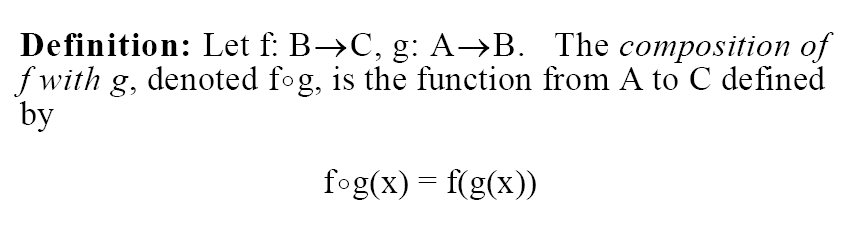 Definition: Let f: B→C, g: A→B. The composition of
f with g, denoted f∘g, is the function from A to C defined
by
f∘g(x) = f(g(x))